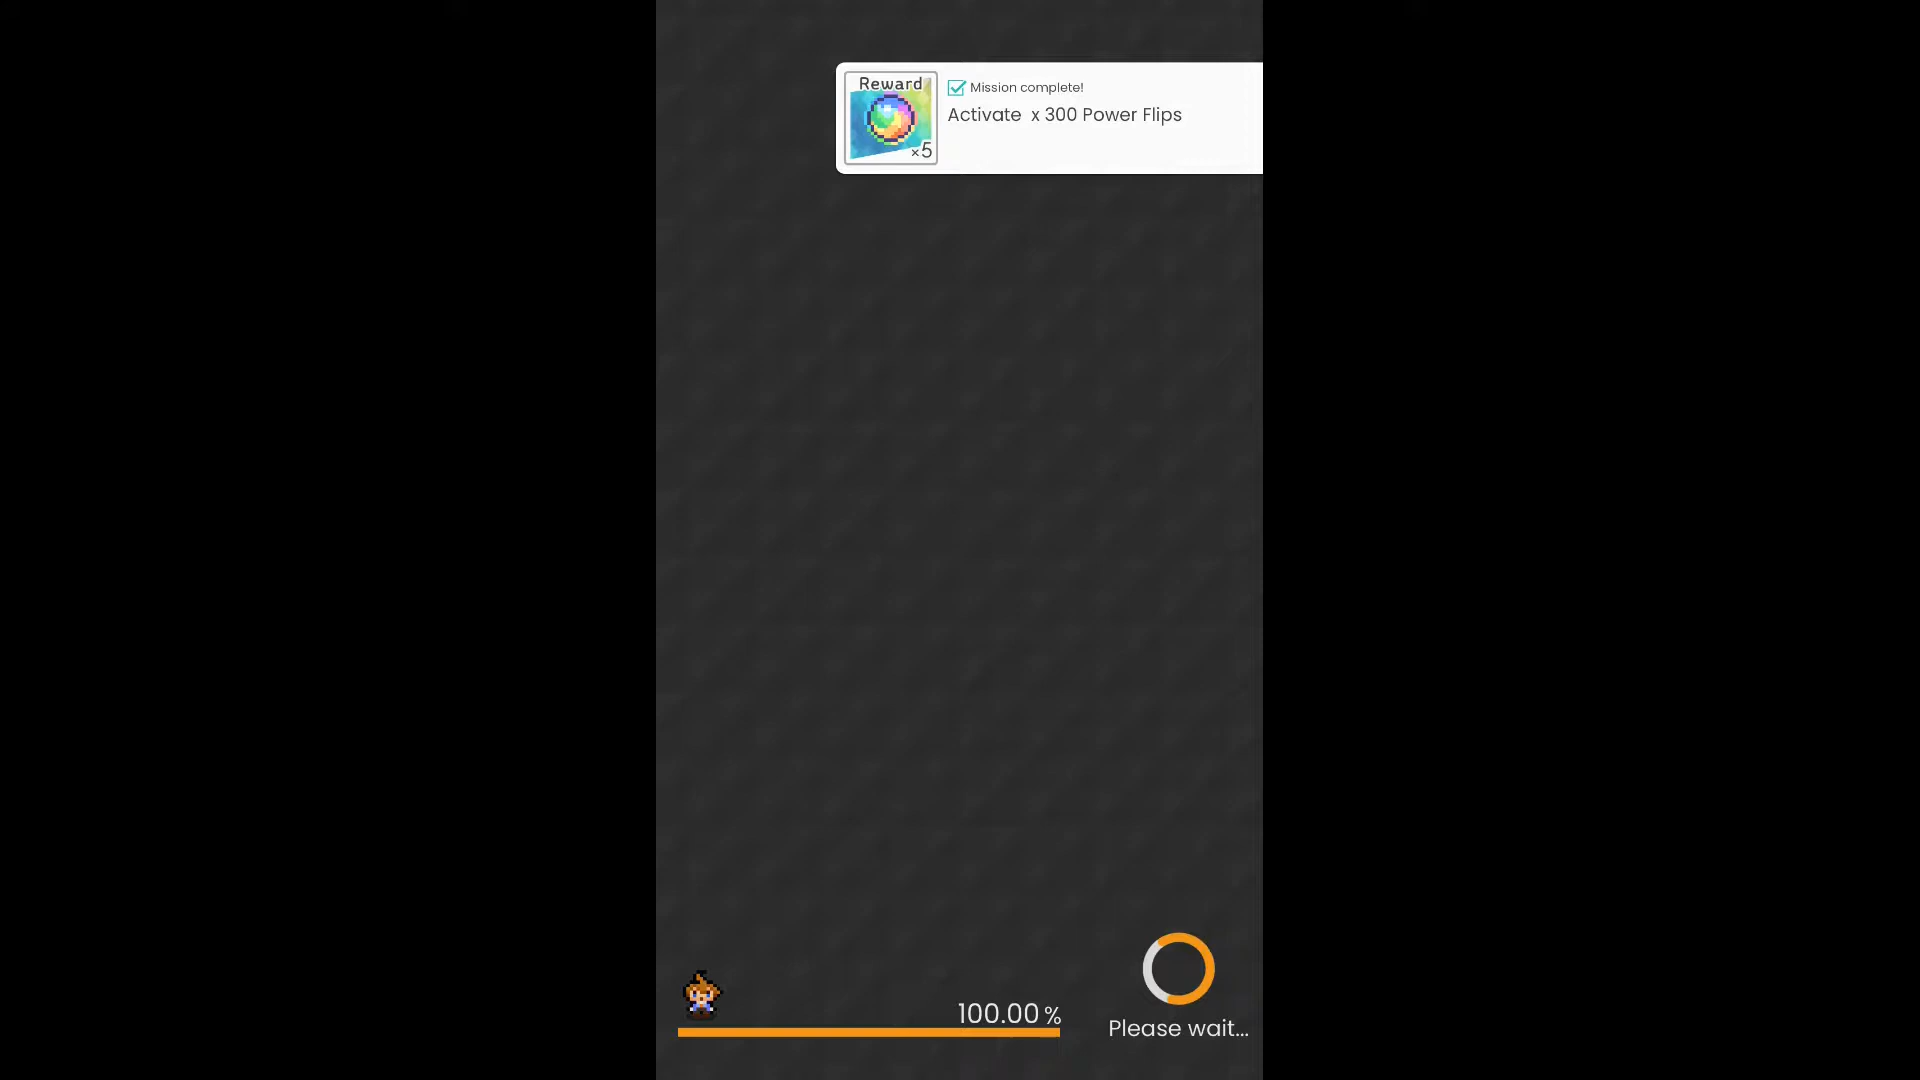 Reward
×5
Mission complete!
Activate x 300 Power Flips
100.00 %
Please wait...